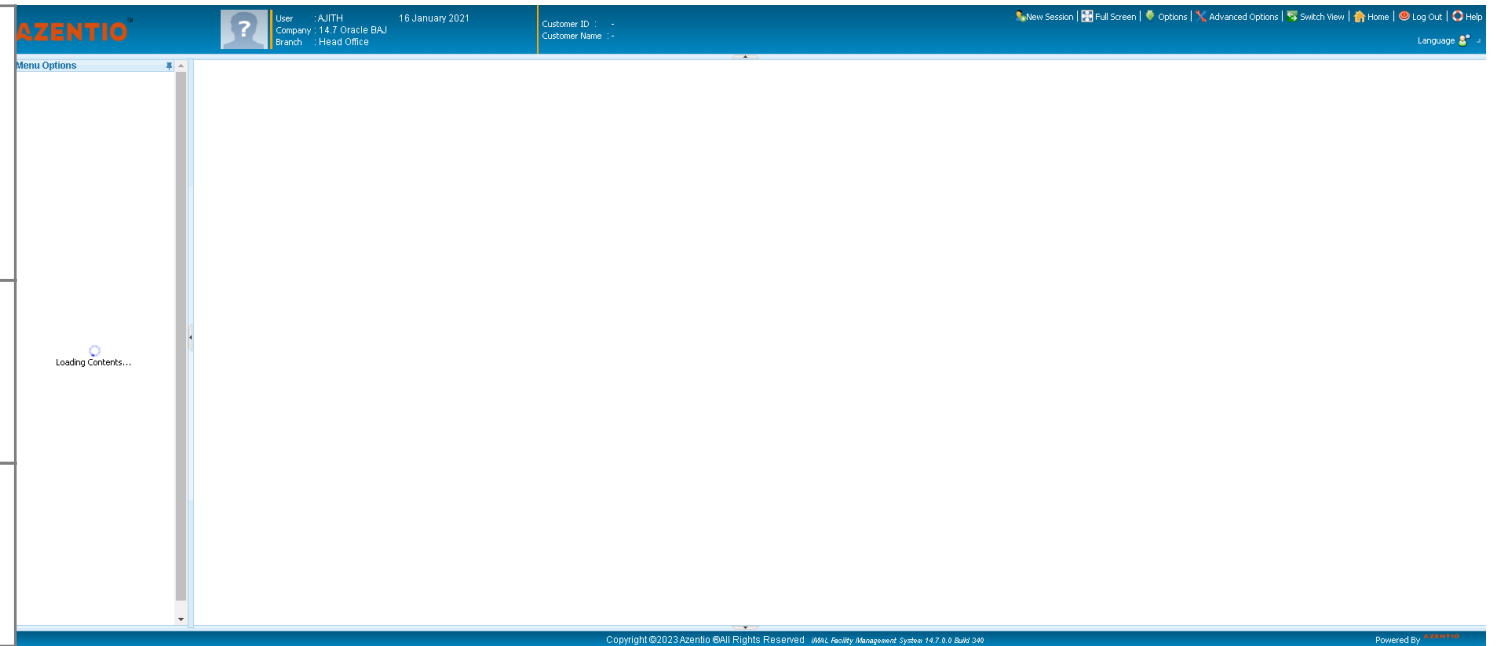 AZENTIO™
User : AJITH 16 January 2021
Company : 14.7 Oracle BAJ
Branch : Head Office
Customer ID : -
Customer Name : -
New Session | Full Screen | Options | Advanced Options | Switch View | Home | Log Out | Help
Language
Menu Options
Loading Contents...
Copyright ©2023 Azentio ®All Rights Reserved iMAL Facility Management System 14.7.0.0 Build 340
Powered By AZENTIO